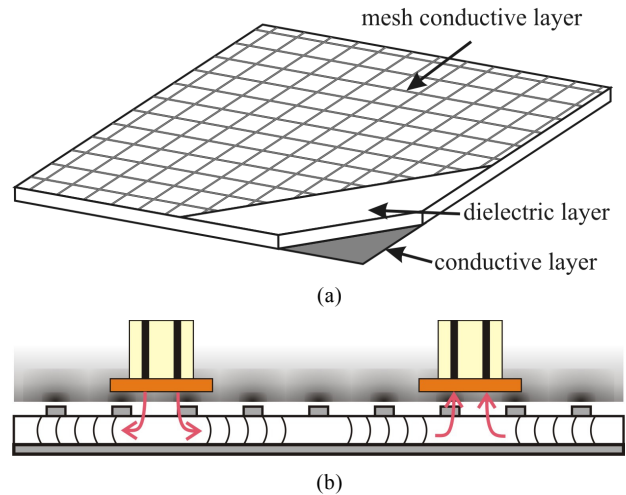 mesh conductive layer
dielectric layer
conductive layer
(a)
(b)